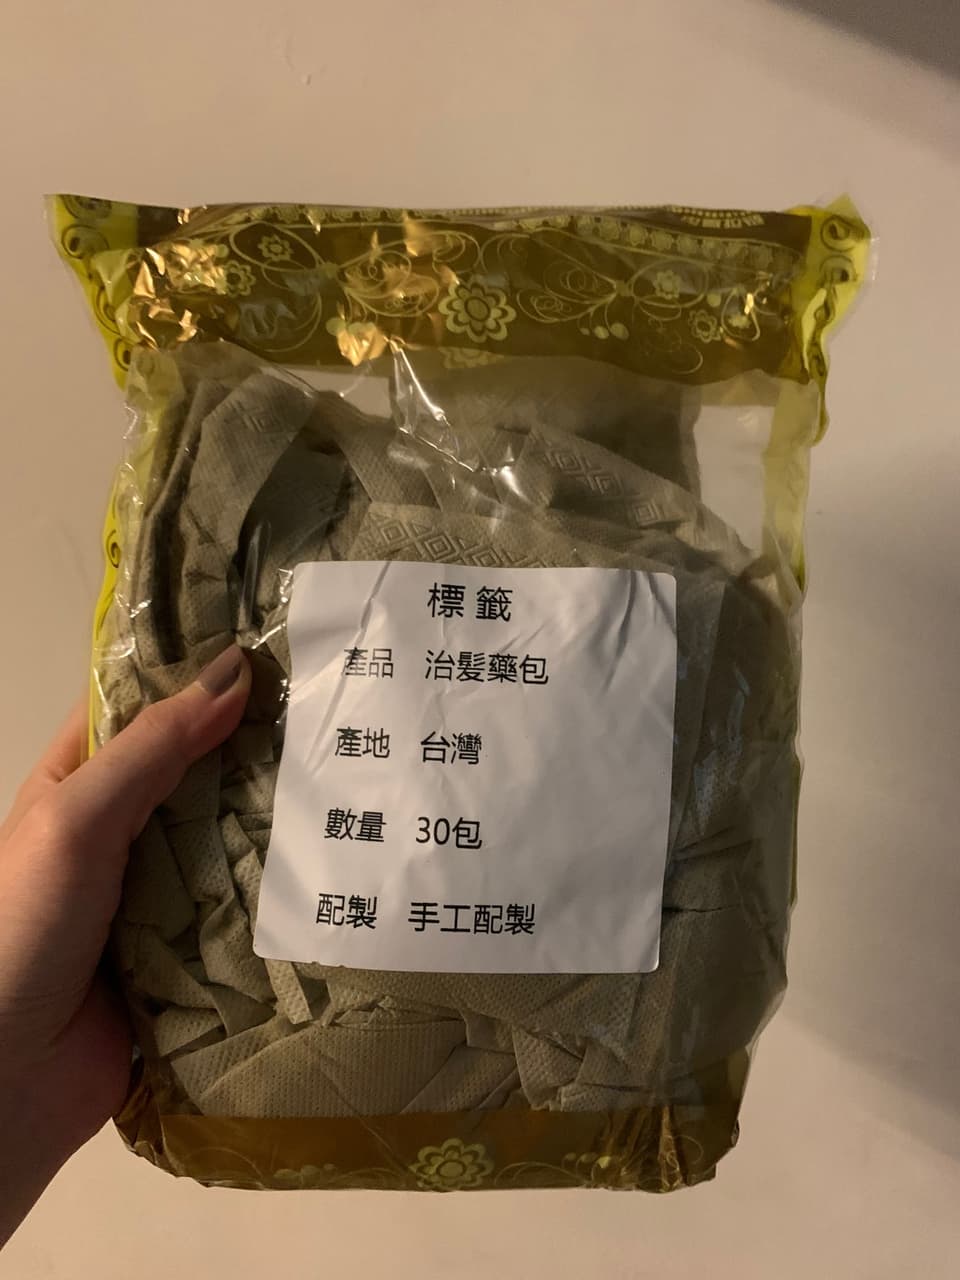 標籤
產品 治髮藥包
產地 台灣
數量 30包
配製 手工配製